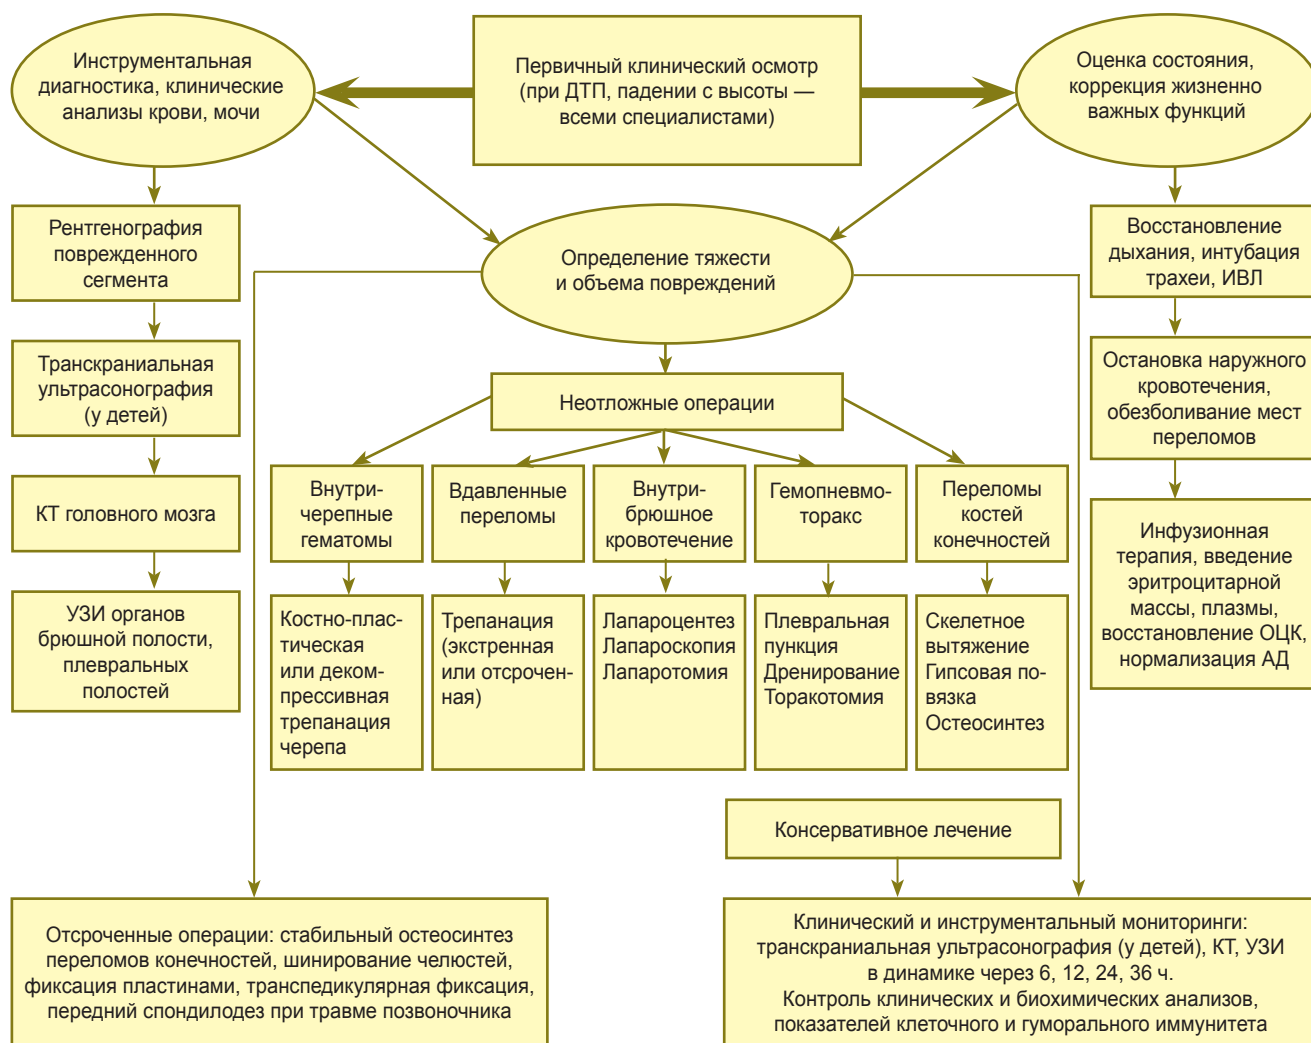 Инструментальная
диагностика, клинические
анализы крови, мочи
Первичный клинический осмотр
(при ДТП, падении с высоты —
всеми специалистами)
Оценка состояния,
коррекция жизненно
важных функций
Рентгенография
поврежденного
сегмента
Определение тяжести
и объема повреждений
Восстановление
дыхания, интубация
трахеи, ИВЛ
Транскраниальная
ультрасонография
(у детей)
Неотложные операции
Остановка наружного
кровотечения,
обезболивание мест
переломов
КТ головного мозга
Внутри-
черепные
гематомы
Вдавленные
переломы
Внутри-
брюшное
кровотечение
Гемопневмо-
торакс
Переломы
костей
конечностей
Инфузионная
терапия, введение
эритроцитарной
массы, плазмы,
восстановление ОЦК,
нормализация АД
УЗИ органов
брюшной полости,
плевральных
полостей
Костно-плас-
тическая
или деком-
прессивная
трепанация
черепа
Трепанация
(экстренная
или отсрочен-
ная)
Лапароцентез
Лапароскопия
Лапаротомия
Плевральная
пункция
Дренирование
Торакотомия
Скелетное
вытяжение
Гипсовая по-
вязка
Остеосинтез
Консервативное лечение
Отсроченные операции: стабильный остеосинтез
переломов конечностей, шинирование челюстей,
фиксация пластинами, транспедикулярная фиксация,
передний спондилодез при травме позвоночника
Клинический и инструментальный мониторинги:
транскраниальная ультрасонография (у детей), КТ, УЗИ
в динамике через 6, 12, 24, 36 ч.
Контроль клинических и биохимических анализов,
показателей клеточного и гуморального иммунитета